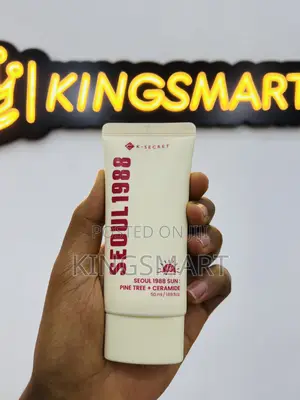 KINGSMART
K-SECRET
SEOUL 1988
POSTED ON
KINGSMART
SEOUL 1988 SUN :
PINE TREE + CERAMIDE